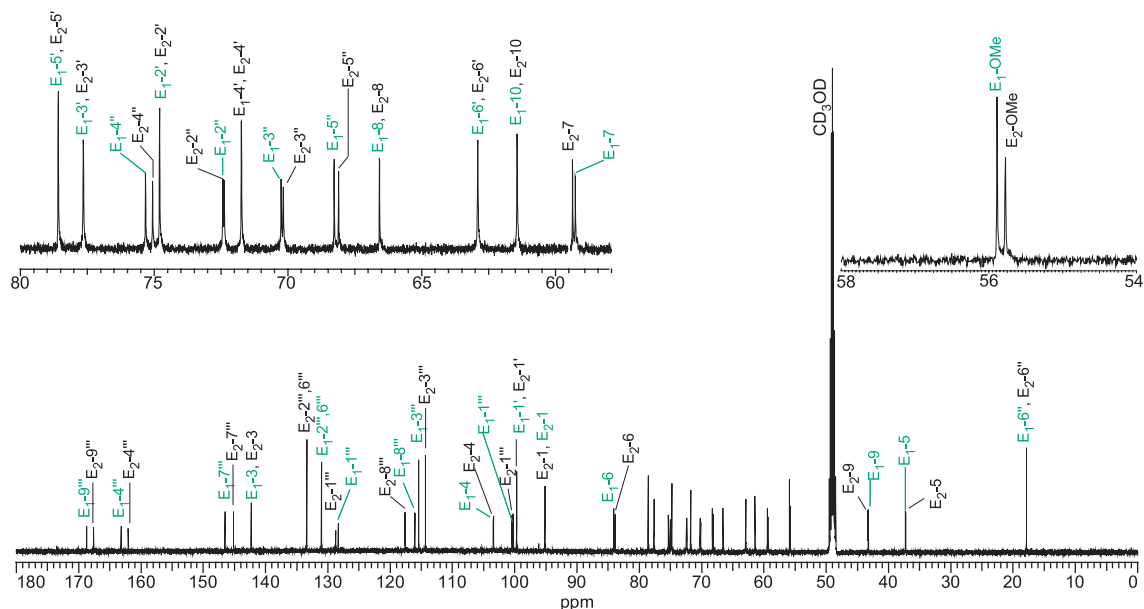 E1-5', E2-5'
E1-3', E2-3'
E1-4"
E2-4"
E1-2', E2-2'
E2-2"
E1-2"
E1-4', E2-4'
E1-3"
E2-3"
E1-5"
E2-5"
E1-8, E2-8
E1-6', E2-6'
E1-10, E2-10
E2-7
E1-7
80 75 70 65 60
CD3OD
E1-OMe
E2-OMe
58 56 54
E1-9'''
E2-9'''
E1-4'''
E2-4'''
E1-7'''
E2-7'''
E1-3, E2-3
E2-2''',6'''
E1-2''',6'''
E2-1'''
E1-1'''
E2-8'''
E1-8'''
E1-3'''
E2-3'''
E1-4
E2-4
E1-1"'
E2-1"'
E1-1', E2-1'
E2-1, E2-1
E1-6
E2-6
E2-9
E1-9
E1-5
E2-5
E1-6", E2-6"
180 170 160 150 140 130 120 110 100 90 80 70 60 50 40 30 20 10 0
ppm